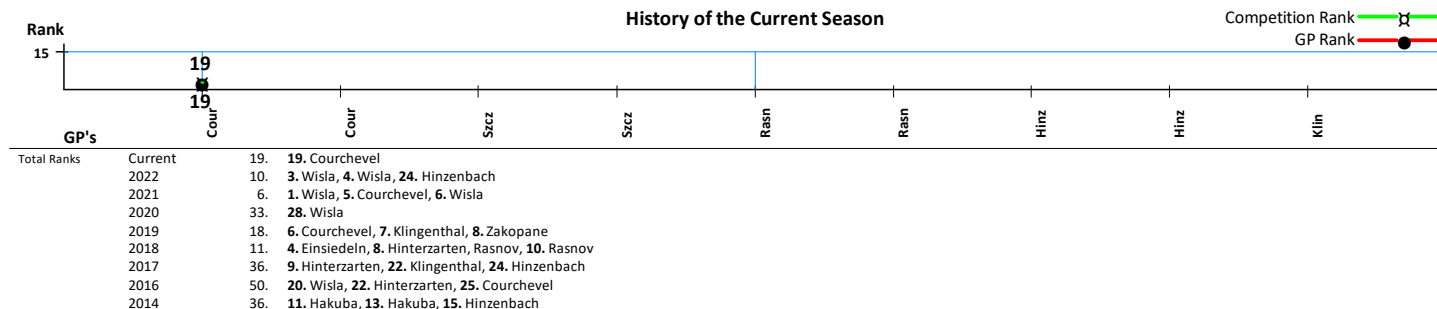 History of the Current Season
Competition Rank
GP Rank
Rank
15
19
19
Cour
Cour
Szcz
Szcz
Rasn
Rasn
Hinz
Hinz
Klin
GP's
Total Ranks Current 19. 19. Courchevel
2022 10. 3. Wisla, 4. Wisla, 24. Hinzenbach
2021 6. 1. Wisla, 5. Courchevel, 6. Wisla
2020 33. 28. Wisla
2019 18. 6. Courchevel, 7. Klingenthal, 8. Zakopane
2018 11. 4. Einsiedeln, 8. Hinterzarten, Rasnov, 10. Rasnov
2017 36. 9. Hinterzarten, 22. Klingenthal, 24. Hinzenbach
2016 50. 20. Wisla, 22. Hinterzarten, 25. Courchevel
2014 36. 11. Hakuba, 13. Hakuba, 15. Hinzenbach